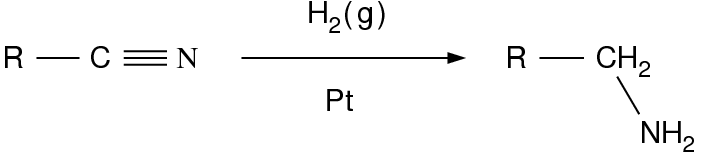 H2(g)
R — C ≡ N R — CH2
Pt
NH2